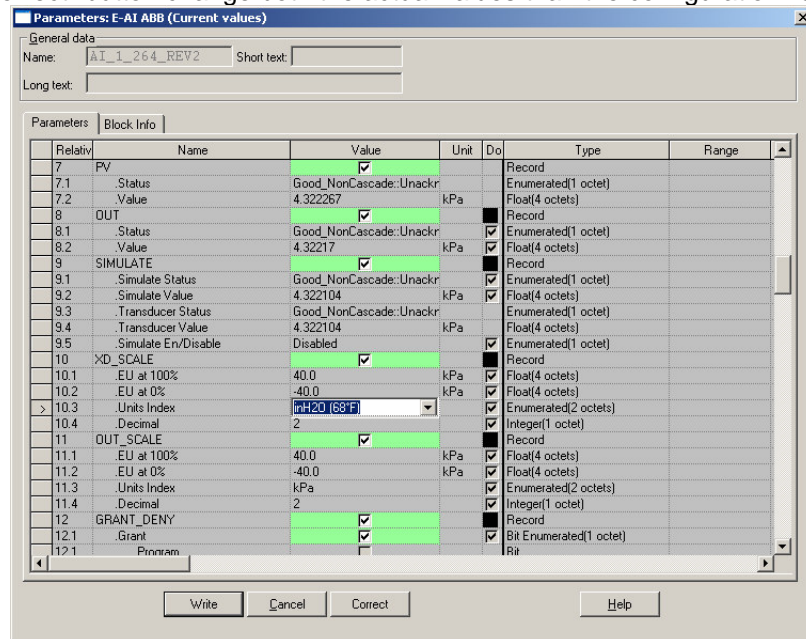 Parameters: E-AI ABB (Current values)
General data
Name: AI_1_264_REV2 Short text:
Long text:
Parameters Block Info
Relativ Name Value Unit Do Type Range
7 PV Record
7.1 .Status Good_NonCascade::Unackr Enumerated(1 octet)
7.2 .Value 4.322267 kPa Float(4 octets)
8 OUT Record
8.1 .Status Good_NonCascade::Unackr Enumerated(1 octet)
8.2 .Value 4.32217 kPa Float(4 octets)
9 SIMULATE Record
9.1 .Simulate Status Good_NonCascade::Unackr Enumerated(1 octet)
9.2 .Simulate Value 4.322104 kPa Float(4 octets)
9.3 .Transducer Status Good_NonCascade::Unackr Enumerated(1 octet)
9.4 .Transducer Value 4.322104 kPa Float(4 octets)
9.5 .Simulate En/Disable Disabled Enumerated(1 octet)
10 XD_SCALE Record
10.1 .EU at 100% 40.0 kPa Float(4 octets)
10.2 .EU at 0% -40.0 kPa Float(4 octets)
10.3 .Units Index inH2O (68°F) Enumerated(2 octets)
10.4 .Decimal 2 Integer(1 octet)
11 OUT_SCALE Record
11.1 .EU at 100% 40.0 kPa Float(4 octets)
11.2 .EU at 0% -40.0 kPa Float(4 octets)
11.3 .Units Index kPa Enumerated(2 octets)
11.4 .Decimal 2 Integer(1 octet)
12 GRANT_DENY Record
12.1 .Grant Bit Enumerated(1 octet)
12.1 Program Bit
Write Cancel Correct Help